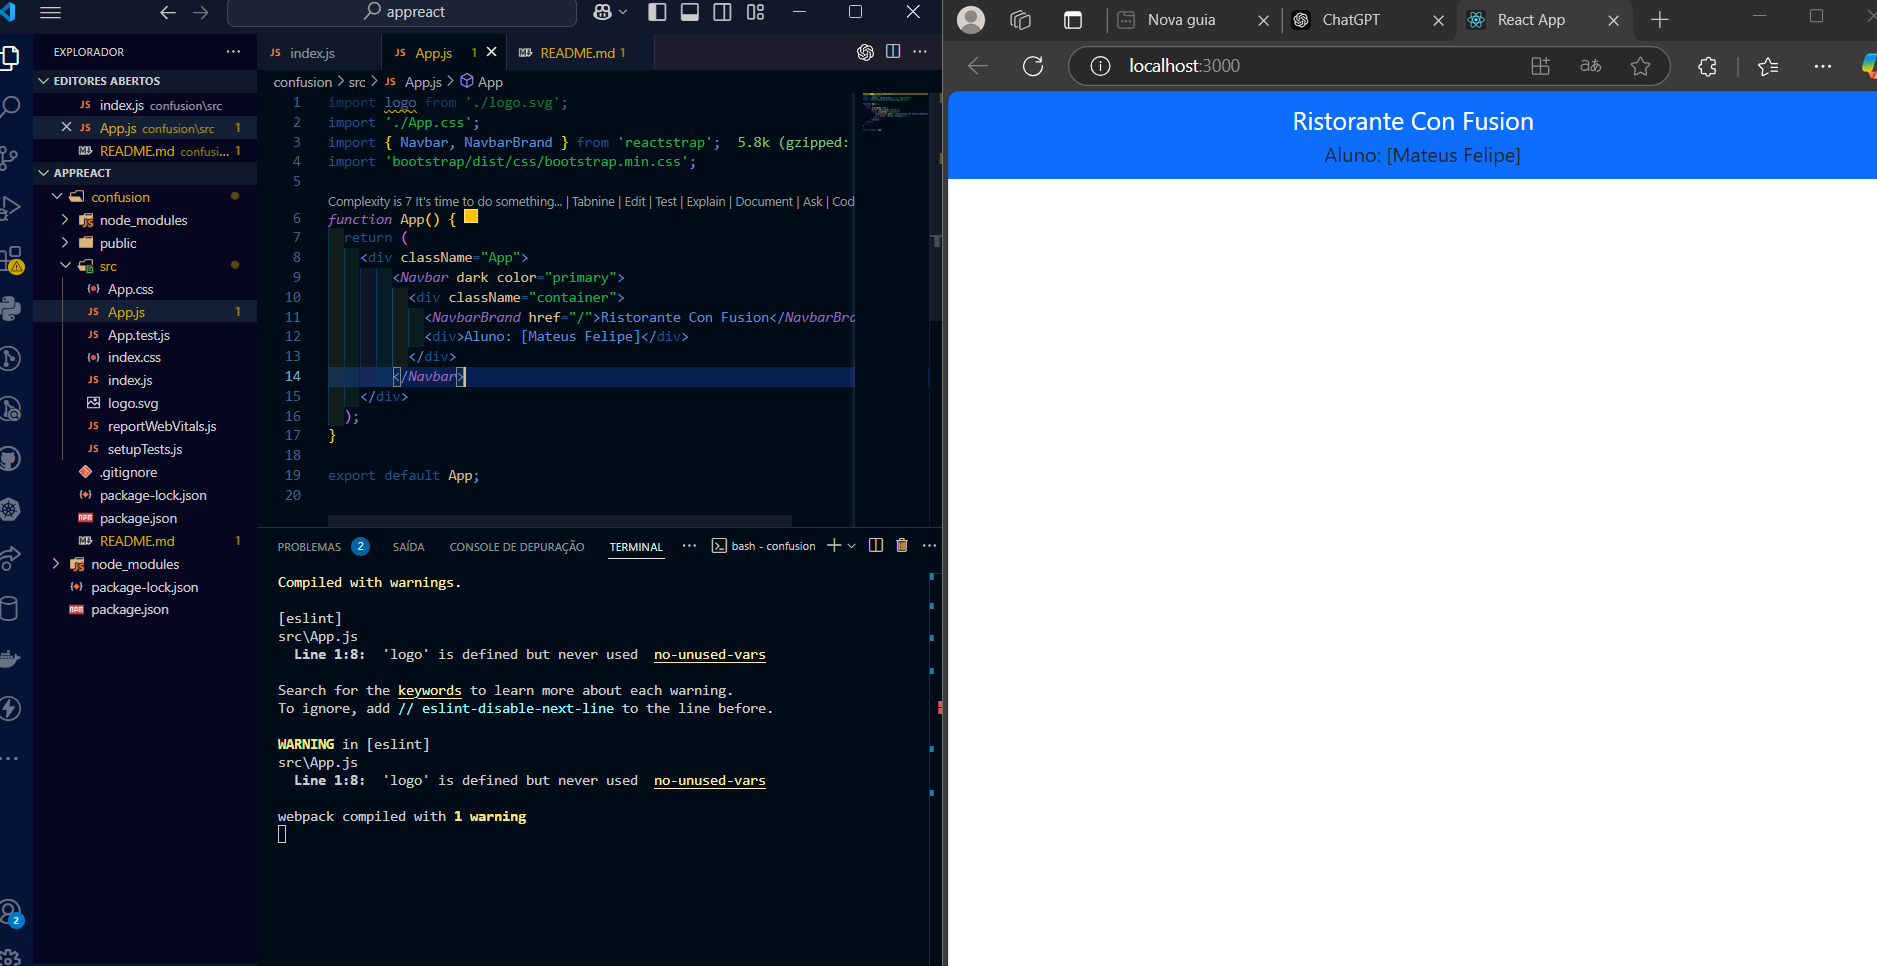 appreact
EXPLORADOR
EDITORES ABERTOS
index.js confusion\src
App.js confusion\src 1
README.md confusi... 1
APPREACT
confusion
node_modules
public
src
App.css
App.js 1
App.test.js
index.css
index.js
logo.svg
reportWebVitals.js
setupTests.js
.gitignore
package-lock.json
package.json
README.md 1
node_modules
package-lock.json
package.json
2
index.js
App.js 1
README.md 1
confusion > src > App.js > App
1 import logo from './logo.svg';
2 import './App.css';
3 import { Navbar, NavbarBrand } from 'reactstrap'; 5.8k (gzipped:
4 import 'bootstrap/dist/css/bootstrap.min.css';
5
Complexity is 7 It's time to do something... | Tabnine | Edit | Test | Explain | Document | Ask | Cod
6 function App() {
7 return (
8 <div className="App">
9 <Navbar dark color="primary">
10 <div className="container">
11 <NavbarBrand href="/">Ristorante Con Fusion</NavbarBra
12 <div>Aluno: [Mateus Felipe]</div>
13 </div>
14 </Navbar>
15 </div>
16 );
17 }
18
19 export default App;
20
PROBLEMAS 2 SAÍDA CONSOLE DE DEPURAÇÃO TERMINAL ... bash - confusion
Compiled with warnings.
[eslint]
src\App.js
Line 1:8: 'logo' is defined but never used no-unused-vars
Search for the keywords to learn more about each warning.
To ignore, add // eslint-disable-next-line to the line before.
WARNING in [eslint]
src\App.js
Line 1:8: 'logo' is defined but never used no-unused-vars
webpack compiled with 1 warning
Nova guia
ChatGPT
React App
localhost:3000
Ristorante Con Fusion
Aluno: [Mateus Felipe]